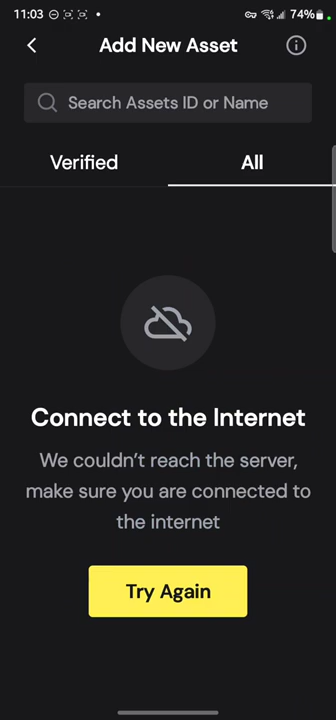 11:03 74%
Add New Asset
Search Assets ID or Name
Verified All
Connect to the Internet
We couldn’t reach the server,
make sure you are connected to
the internet
Try Again